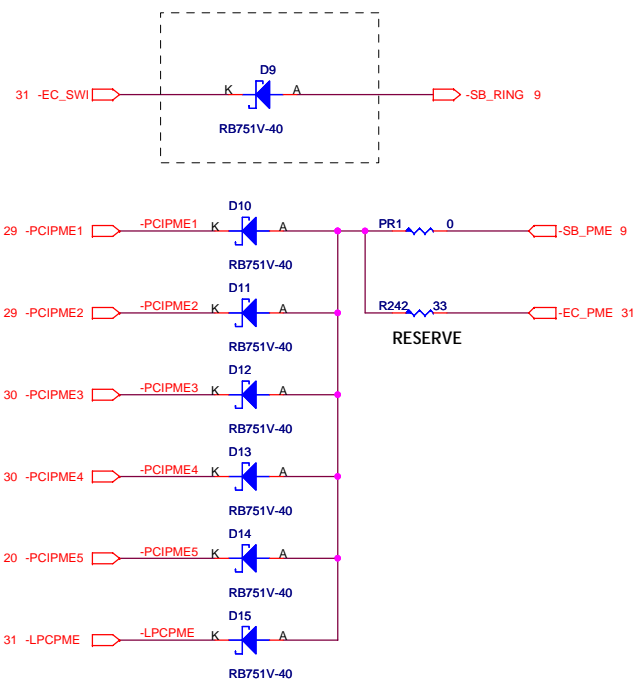 D9
31 -EC_SWI K A -SB_RING 9
RB751V-40
D10
29 -PCIPME1 -PCIPME1 K A PR1 0 -SB_PME 9
RB751V-40
D11
29 -PCIPME2 -PCIPME2 K A R242 33 -EC_PME 31
RESERVE
RB751V-40
D12
30 -PCIPME3 -PCIPME3 K A
RB751V-40
D13
30 -PCIPME4 -PCIPME4 K A
RB751V-40
D14
20 -PCIPME5 -PCIPME5 K A
RB751V-40
D15
31 -LPCPME -LPCPME K A
RB751V-40